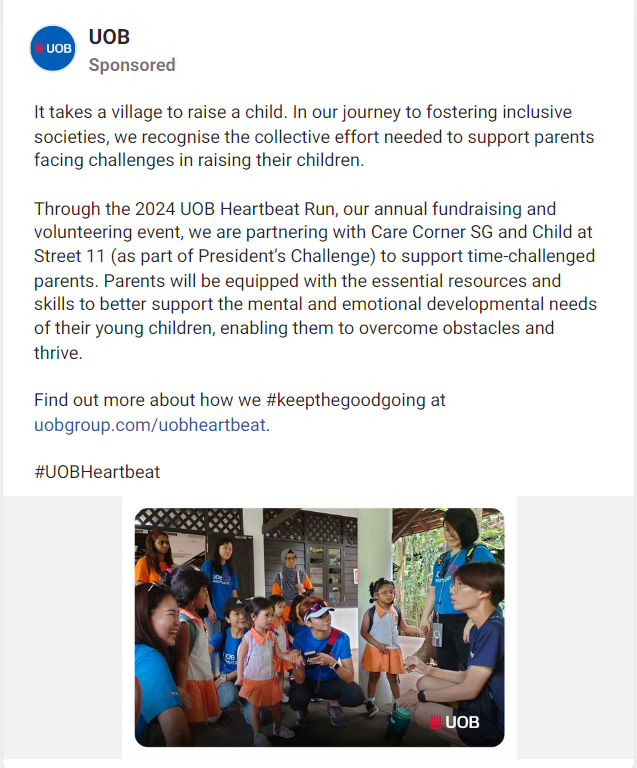 UOB
UOB
Sponsored
It takes a village to raise a child. In our journey to fostering inclusive
societies, we recognise the collective effort needed to support parents
facing challenges in raising their children.
Through the 2024 UOB Heartbeat Run, our annual fundraising and
volunteering event, we are partnering with Care Corner SG and Child at
Street 11 (as part of President's Challenge) to support time-challenged
parents. Parents will be equipped with the essential resources and
skills to better support the mental and emotional developmental needs
of their young children, enabling them to overcome obstacles and
thrive.
Find out more about how we #keepthegoodgoing at
uobgroup.com/uobheartbeat.
#UOBHeartbeat
UOB